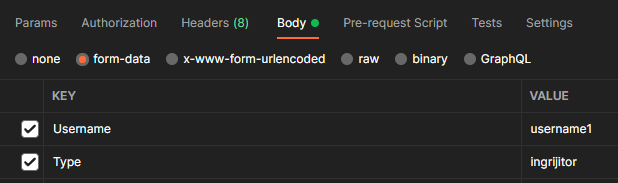 Params Authorization Headers (8) Body Pre-request Script Tests Settings
none form-data x-www-form-urlencoded raw binary GraphQL
KEY VALUE
Username username1
Type ingrijitor